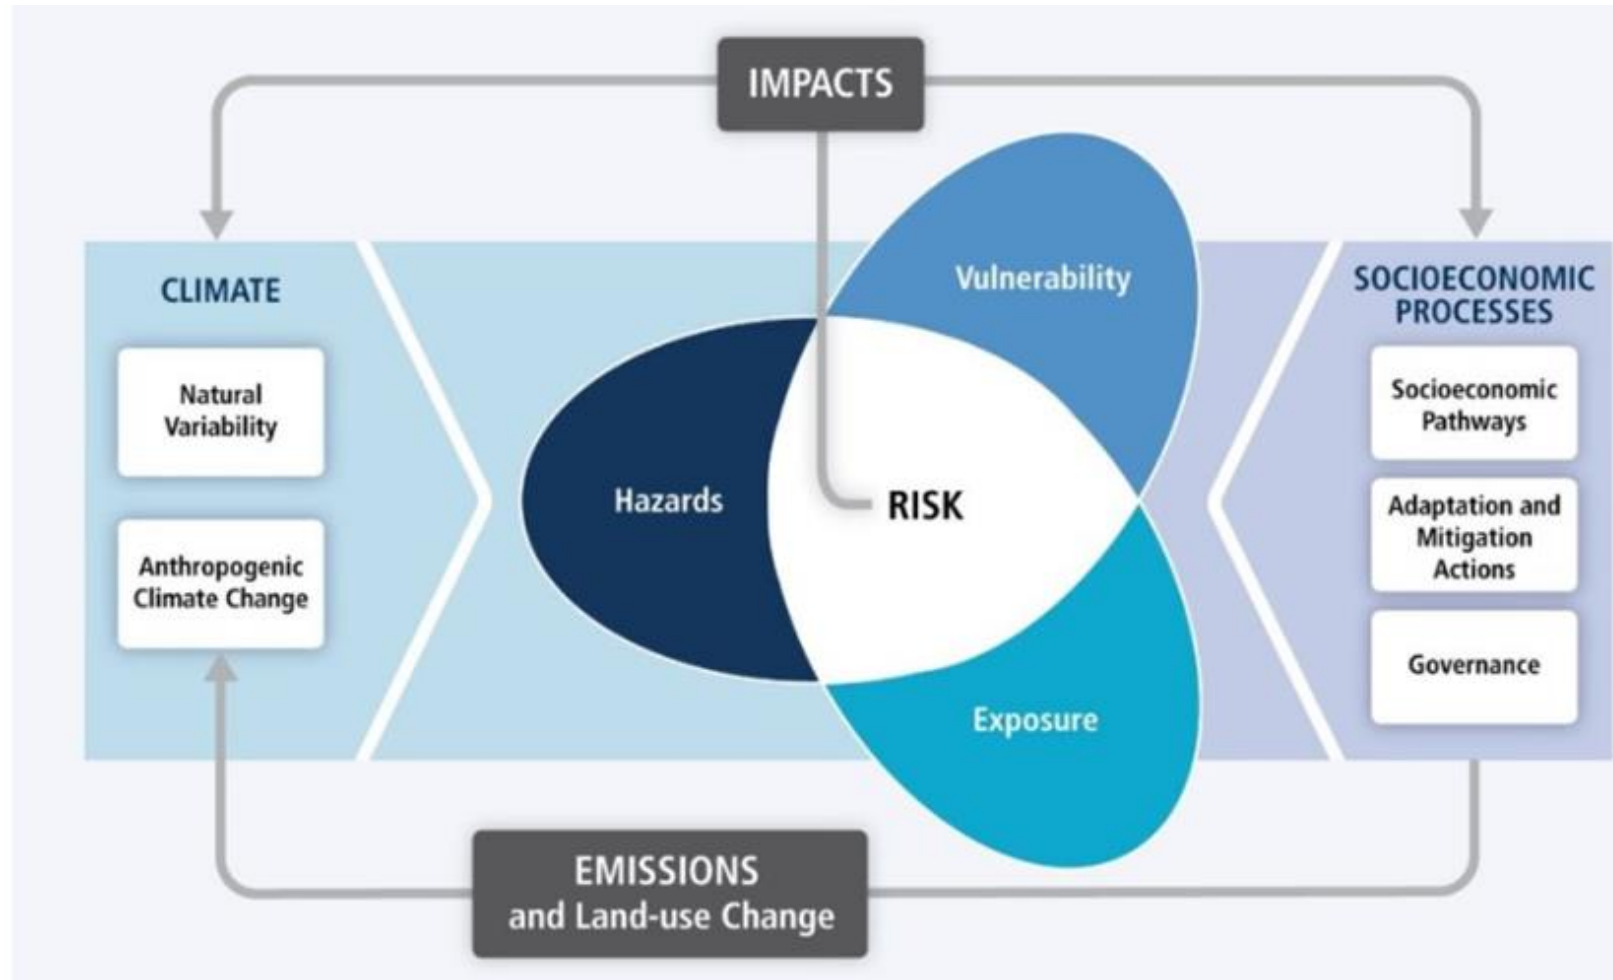 IMPACTS
CLIMATE
Natural
Variability
Anthropogenic
Climate Change
Vulnerability
Hazards
RISK
Exposure
SOCIOECONOMIC
PROCESSES
Socioeconomic
Pathways
Adaptation and
Mitigation
Actions
Governance
EMISSIONS
and Land-use Change